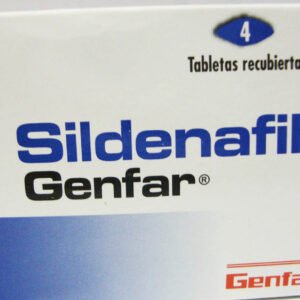 4
Tabletas recubierta
Sildenafil
Genfar®
Genfa